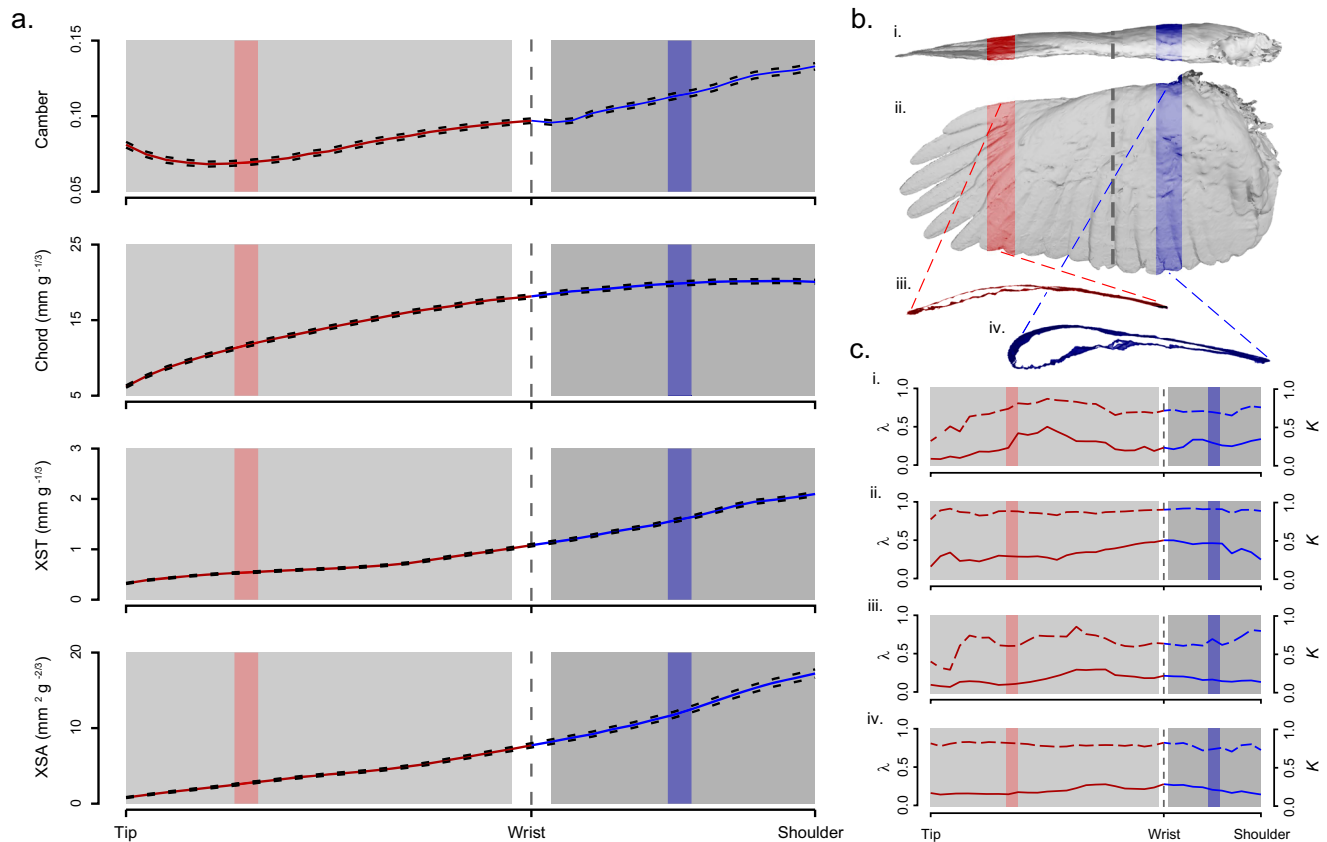 a.
Camber
0.05 0.10 0.15
Chord (mm g -1/3)
5 15 25
XST (mm g -1/3)
0 1 2 3
XSA (mm 2 g -2/3)
0 10 20
Tip Wrist Shoulder
b.
i.
ii.
iii.
iv.
c.
i.
λ 0.0 0.5 1.0
0.0 0.5 1.0 K
ii.
λ 0.0 0.5 1.0
0.0 0.5 1.0 K
iii.
λ 0.0 0.5 1.0
0.0 0.5 1.0 K
iv.
λ 0.0 0.5 1.0
0.0 0.5 1.0 K
Tip Wrist Shoulder